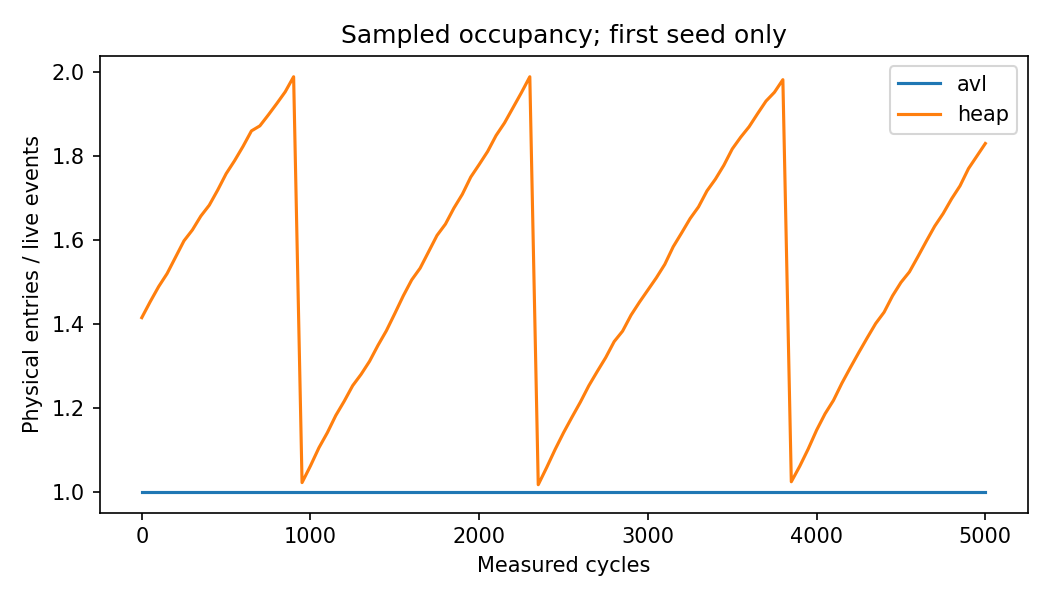 Sampled occupancy; first seed only
avl
heap
Physical entries / live events
2.0
1.8
1.6
1.4
1.2
1.0
0
1000
2000
3000
4000
5000
Measured cycles